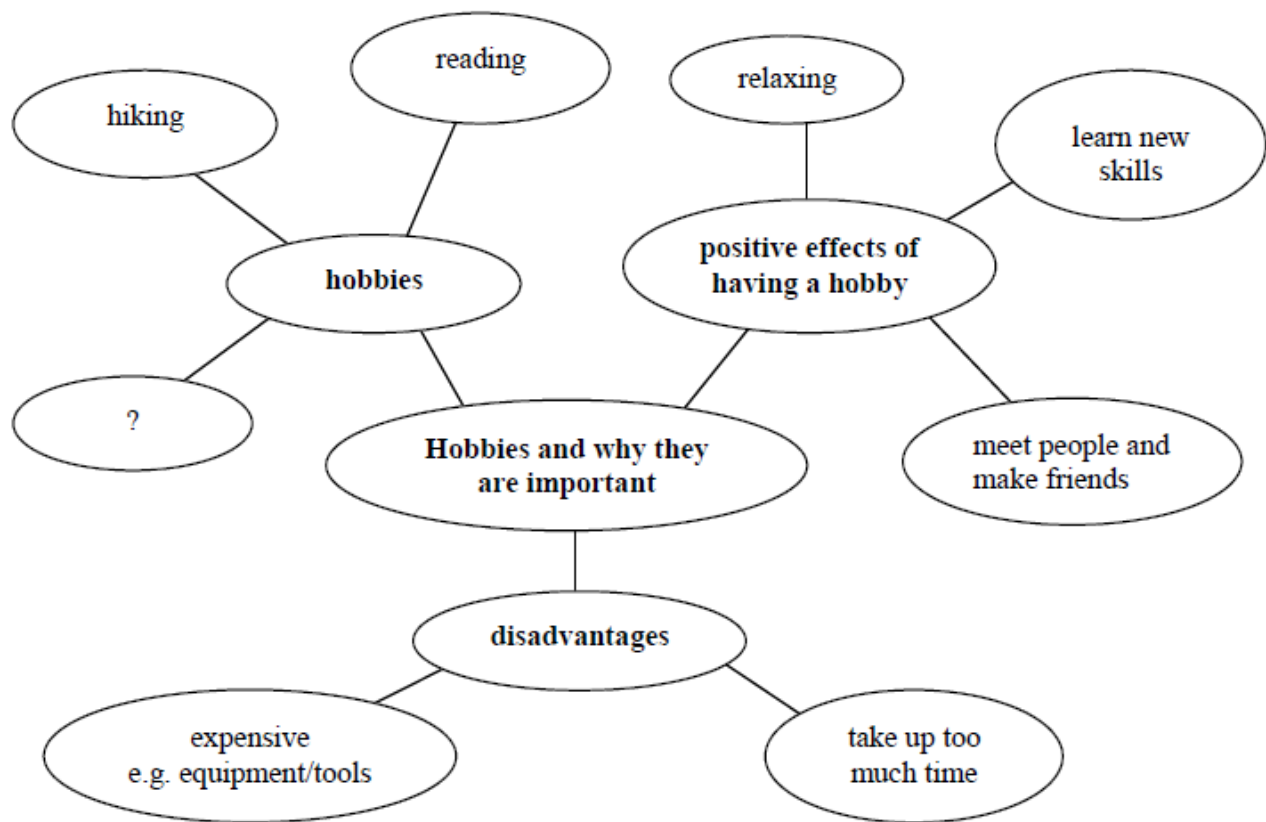 reading
relaxing
hiking
learn new
skills
positive effects of
having a hobby
hobbies
?
Hobbies and why they
are important
meet people and
make friends
disadvantages
expensive
e.g. equipment/tools
take up too
much time